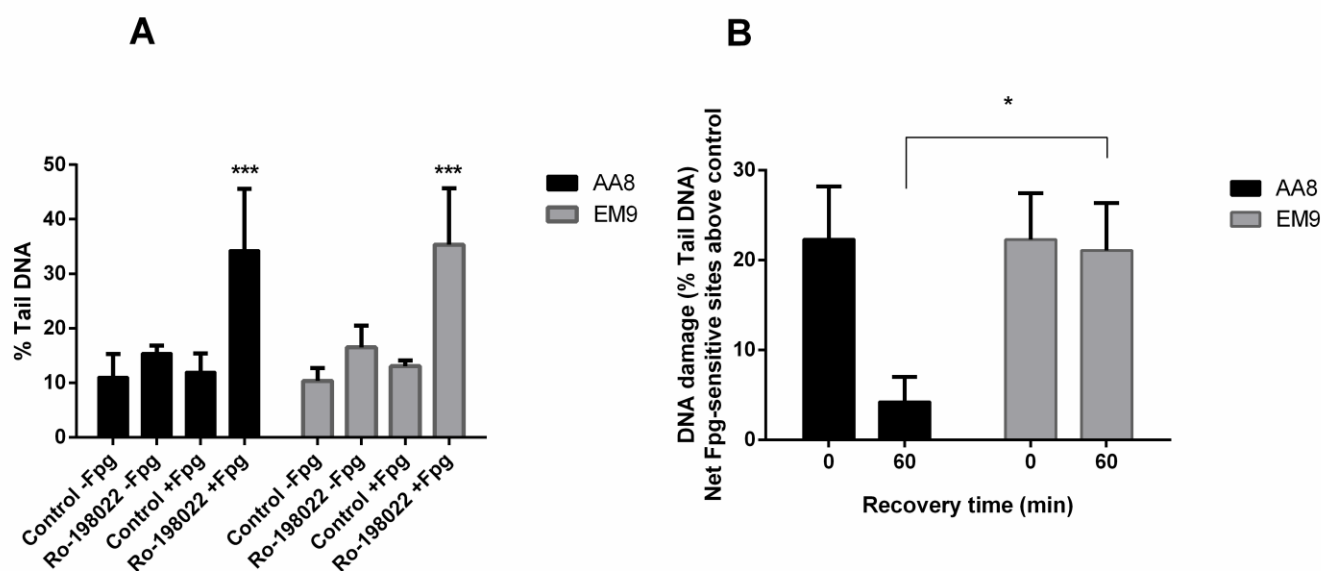 A
% Tail DNA
50
40
30
20
10
0
***
***
Control -Fpg
Ro-198022 -Fpg
Control +Fpg
Ro-198022 +Fpg
Control -Fpg
Ro-198022 -Fpg
Control +Fpg
Ro-198022 +Fpg
AA8
EM9
B
DNA damage (% Tail DNA)
Net Fpg-sensitive sites above control
30
20
10
0
*
0
60
0
60
Recovery time (min)
AA8
EM9